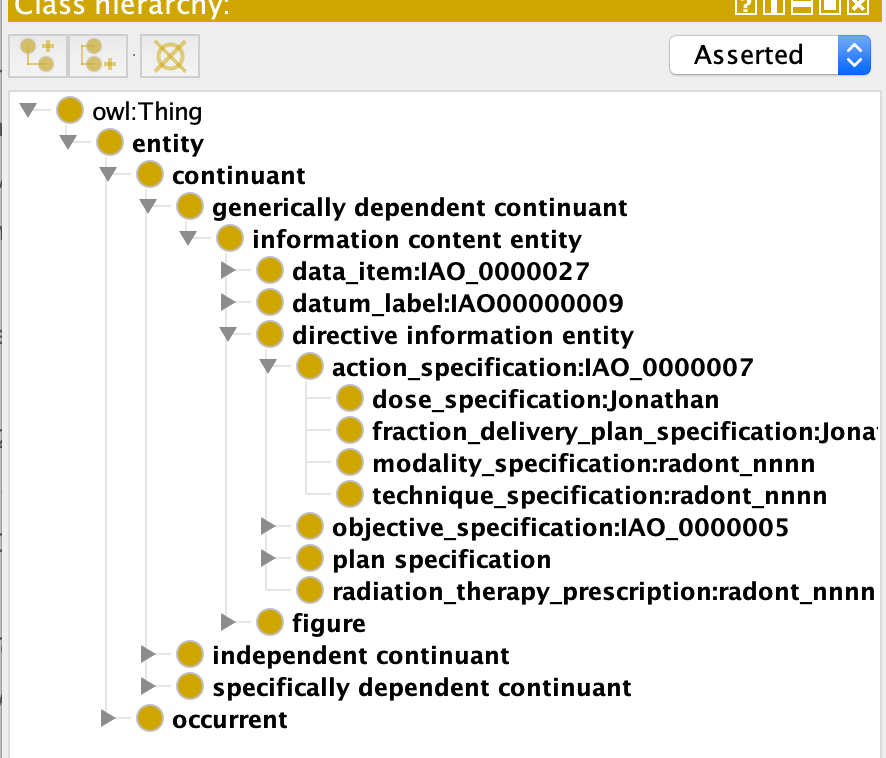 Class hierarchy:
Asserted
owl:Thing
entity
continuant
generically dependent continuant
information content entity
data_item:IAO_0000027
datum_label:IAO00000009
directive information entity
action_specification:IAO_0000007
dose_specification:Jonathan
fraction_delivery_plan_specification:Jona
modality_specification:radont_nnnn
technique_specification:radont_nnnn
objective_specification:IAO_0000005
plan specification
radiation_therapy_prescription:radont_nnnn
figure
independent continuant
specifically dependent continuant
occurrent